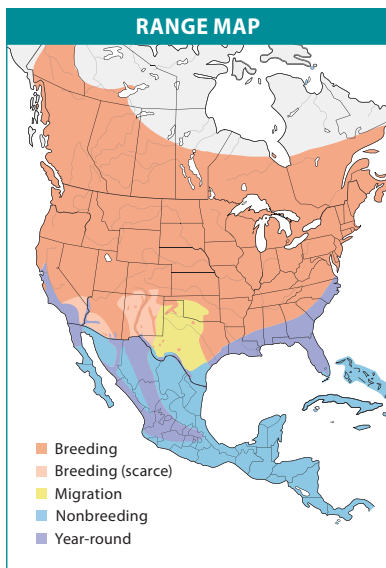 RANGE MAP
Breeding
Breeding (scarce)
Migration
Nonbreeding
Year-round